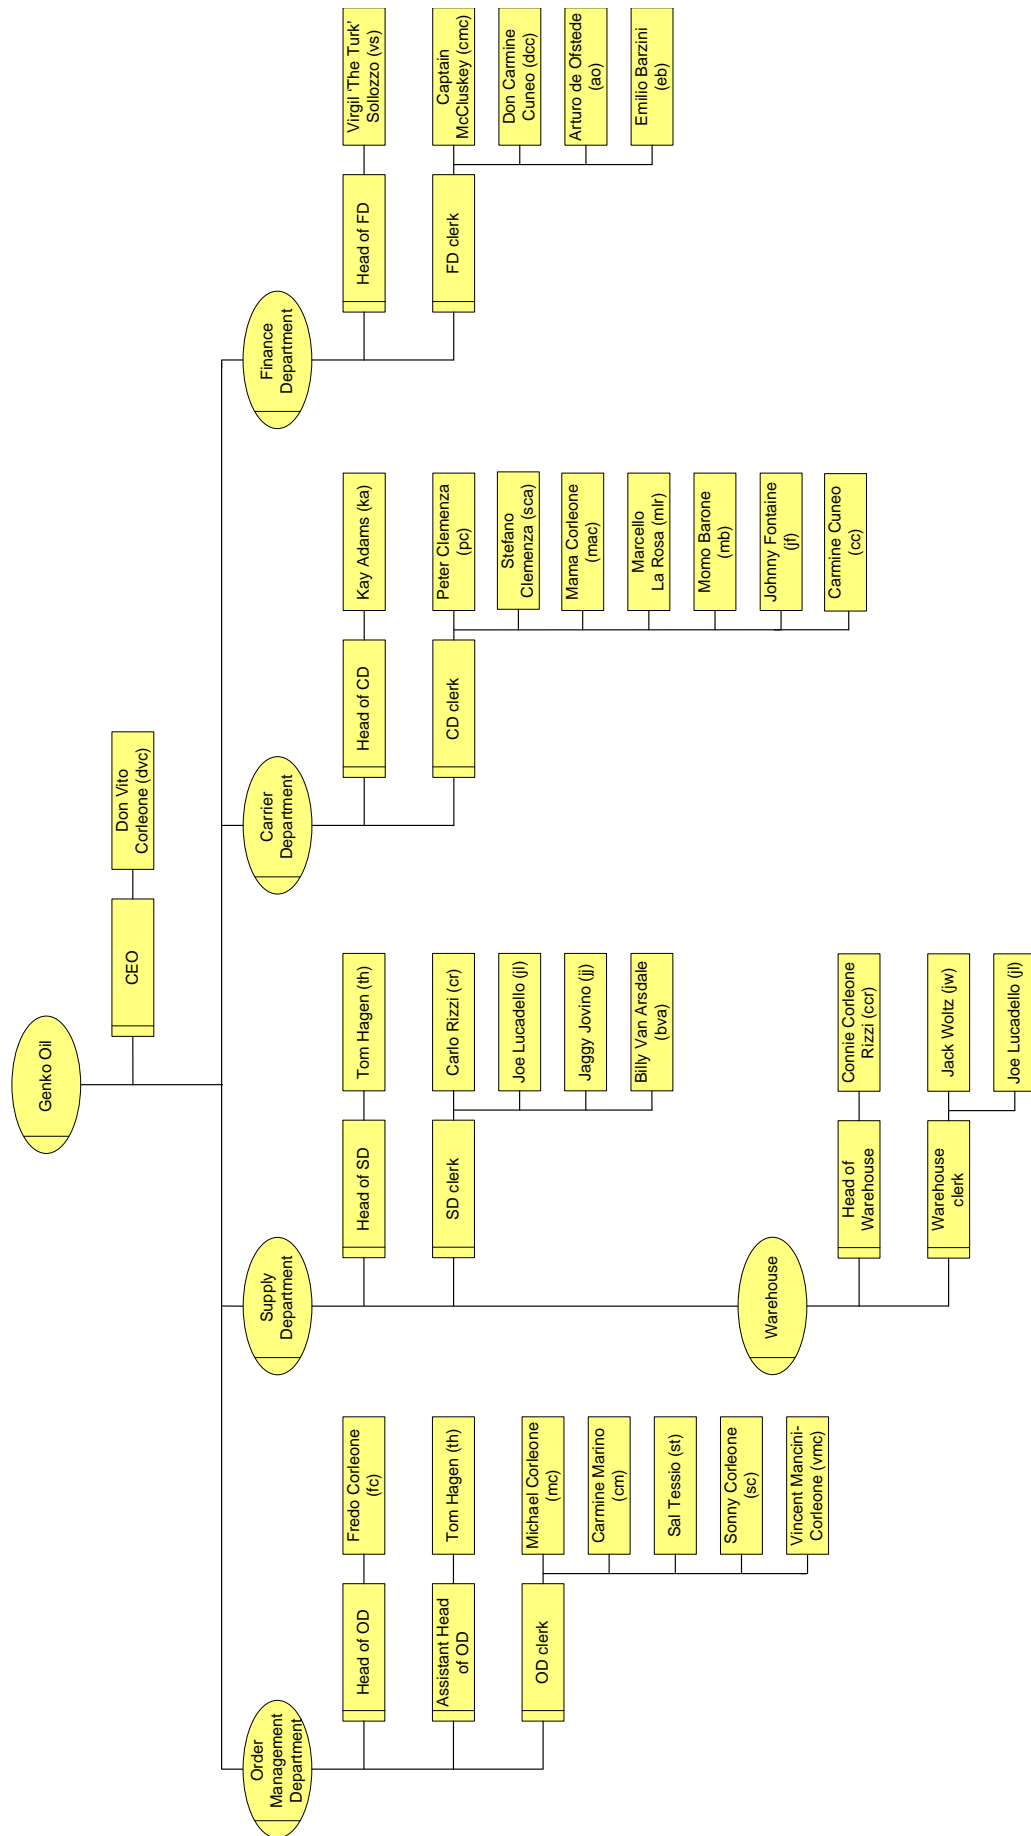 Genko Oil
CEO
Don Vito
Corleone (dvc)
Order
Management
Department
Head of OD
Fredo Corleone
(fc)
Assistant Head
of OD
Tom Hagen (th)
OD clerk
Michael Corleone
(mc)
Carmine Marino
(cm)
Sal Tessio (st)
Sonny Corleone
(sc)
Vincent Mancini-
Corleone (vmc)
Supply
Department
Head of SD
Tom Hagen (th)
SD clerk
Carlo Rizzi (cr)
Joe Lucadello (jl)
Jaggy Jovino (jj)
Billy Van Arsdale
(bva)
Warehouse
Head of
Warehouse
Connie Corleone
Rizzi (ccr)
Warehouse
clerk
Jack Woltz (jw)
Joe Lucadello (jl)
Carrier
Department
Head of CD
Kay Adams (ka)
CD clerk
Peter Clemenza
(pc)
Stefano
Clemenza (sca)
Mama Corleone
(mac)
Marcello
La Rosa (mlr)
Momo Barone
(mb)
Johnny Fontaine
(jf)
Carmine Cuneo
(cc)
Finance
Department
Head of FD
Virgil 'The Turk'
Sollozzo (vs)
FD clerk
Captain
McCluskey (cmc)
Don Carmine
Cuneo (dcc)
Arturo de Ofstede
(ao)
Emilio Barzini
(eb)